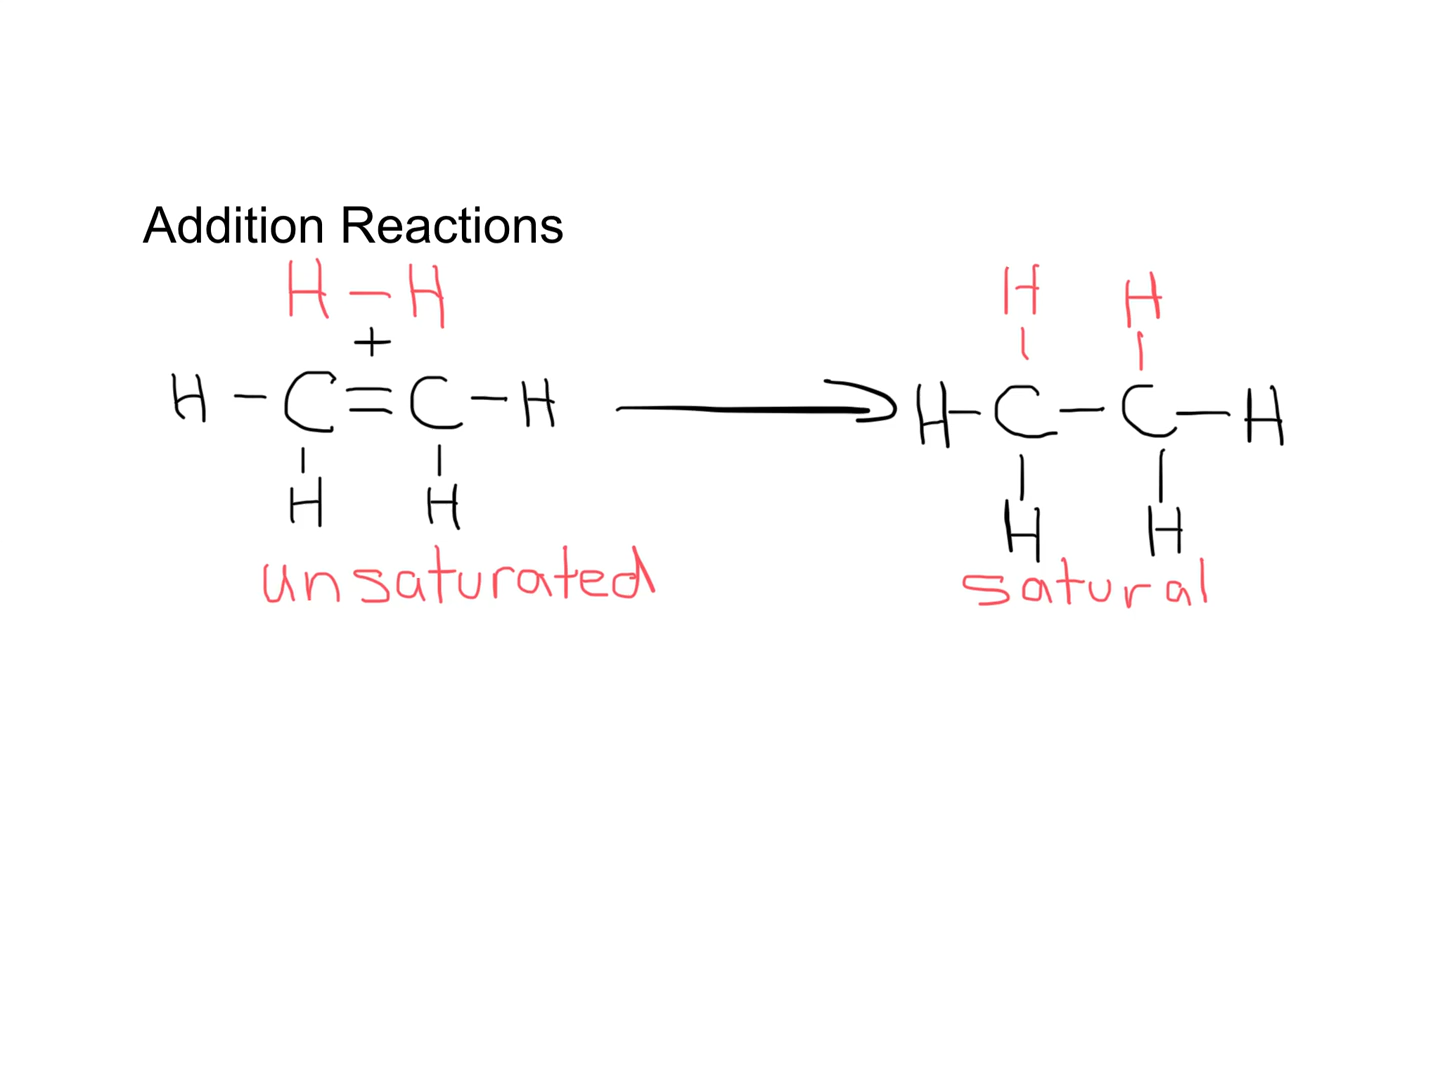 Addition Reactions
H - H H H
+
H - C = C - H H - C - C - H
H H H H
unsaturated satural